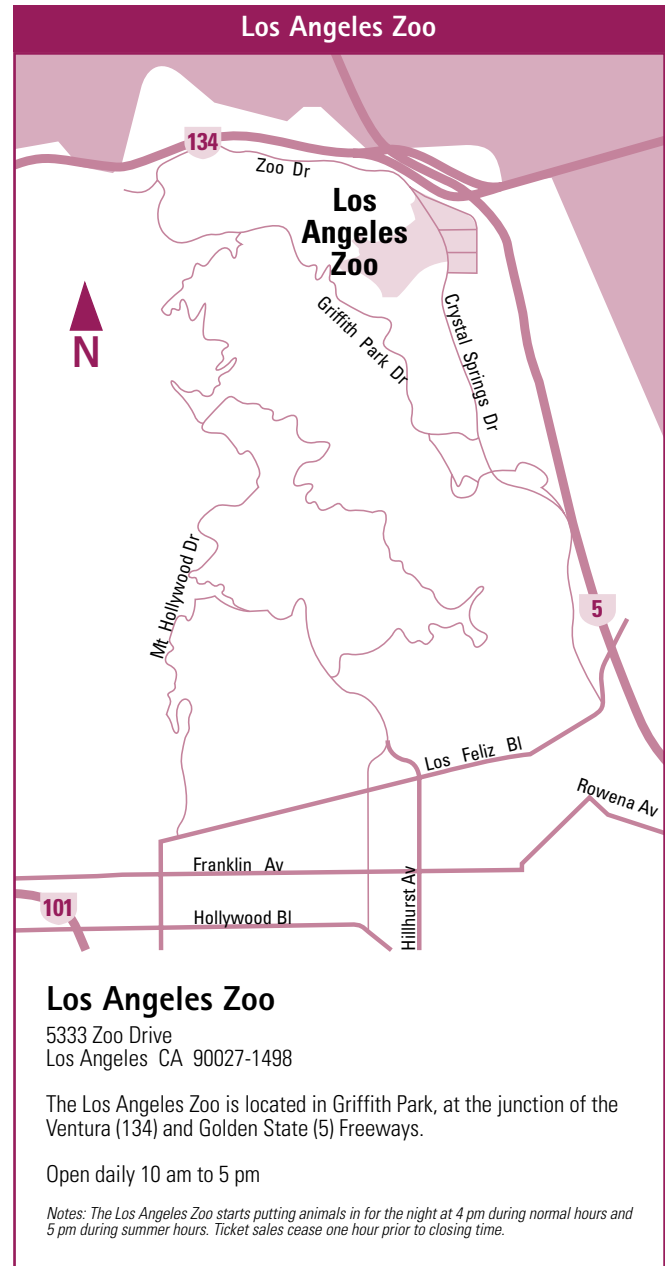 Los Angeles Zoo
134
Zoo Dr
Los
Angeles
Zoo
N
Griffith Park Dr
Crystal Springs Dr
Mt Hollywood Dr
5
Los Feliz Bl
Rowena Av
Franklin Av
101
Hollywood Bl
Hillhurst Av
Los Angeles Zoo
5333 Zoo Drive
Los Angeles CA 90027-1498
The Los Angeles Zoo is located in Griffith Park, at the junction of the
Ventura (134) and Golden State (5) Freeways.
Open daily 10 am to 5 pm
Notes: The Los Angeles Zoo starts putting animals in for the night at 4 pm during normal hours and
5 pm during summer hours. Ticket sales cease one hour prior to closing time.